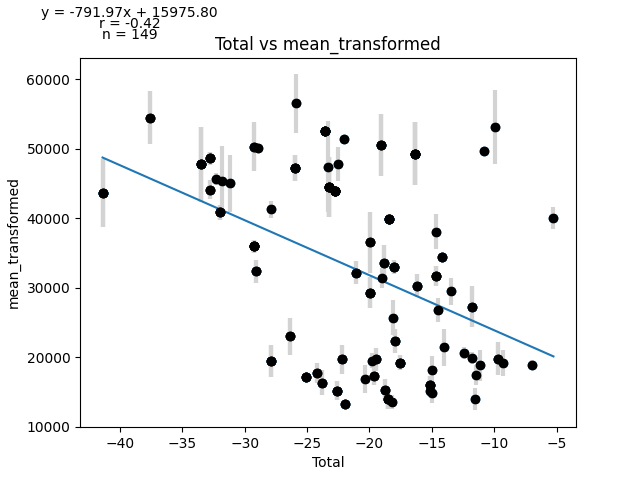 y = -791.97x + 15975.80
r = -0.42
n = 149
Total vs mean_transformed
60000
50000
40000
30000
20000
10000
mean_transformed
−40
−35
−30
−25
−20
−15
−10
−5
Total